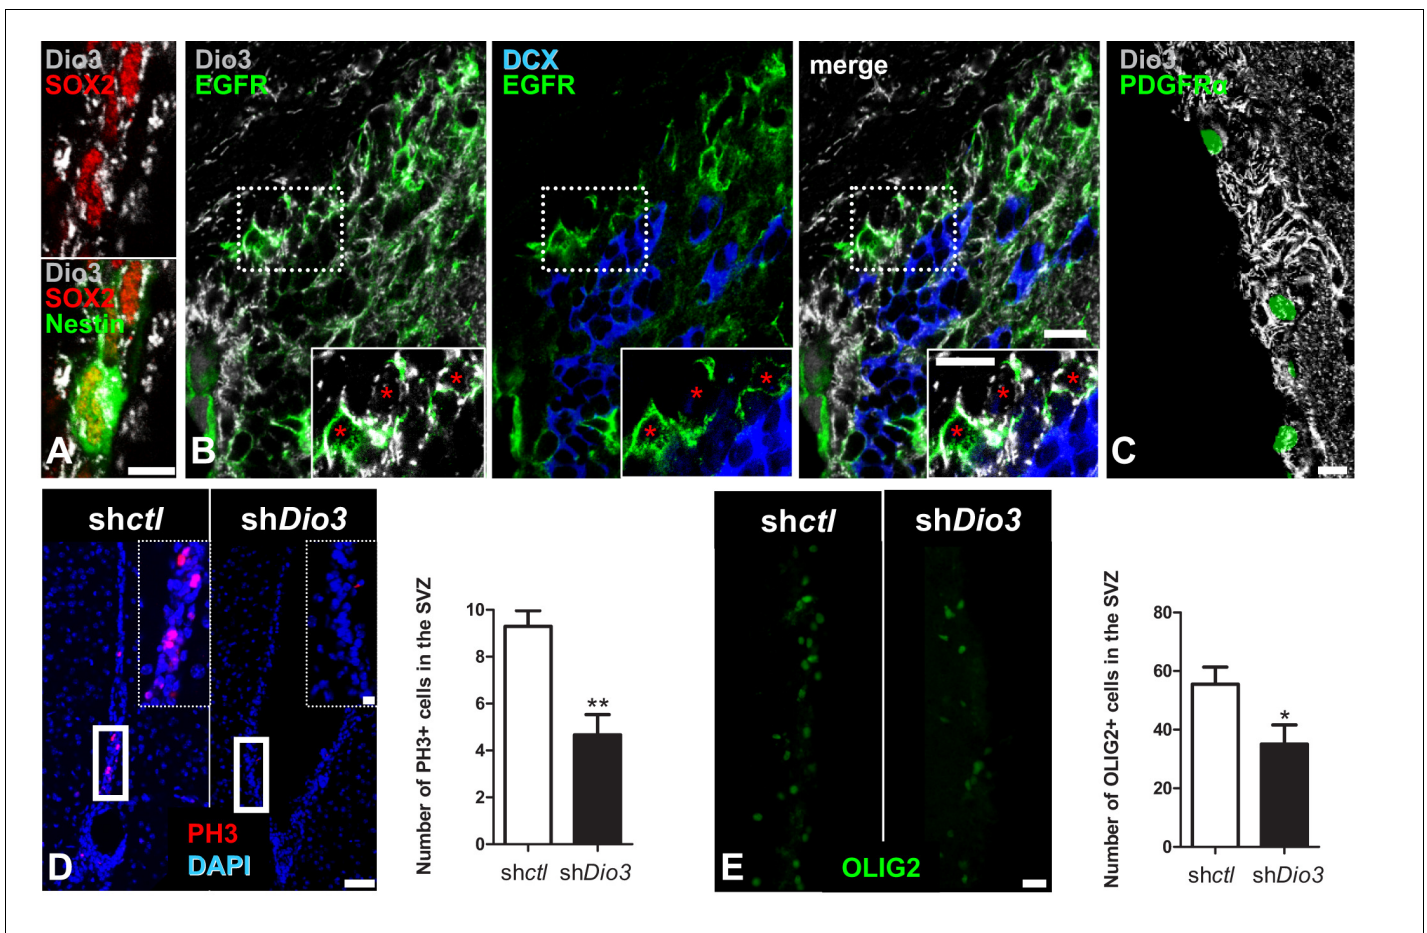 Dio3
SOX2
Dio3
SOX2
Nestin
A
Dio3
EGFR
*
*
*
B
DCX
EGFR
*
*
*
merge
*
*
*
Dio3
PDGFRα
C
shctl
shDio3
PH3
DAPI
D
Number of PH3+ cells in the SVZ
10
8
6
4
2
0
**
shctl
shDio3
shctl
shDio3
OLIG2
E
Number of OLIG2+ cells in the SVZ
80
60
40
20
0
*
shctl
shDio3